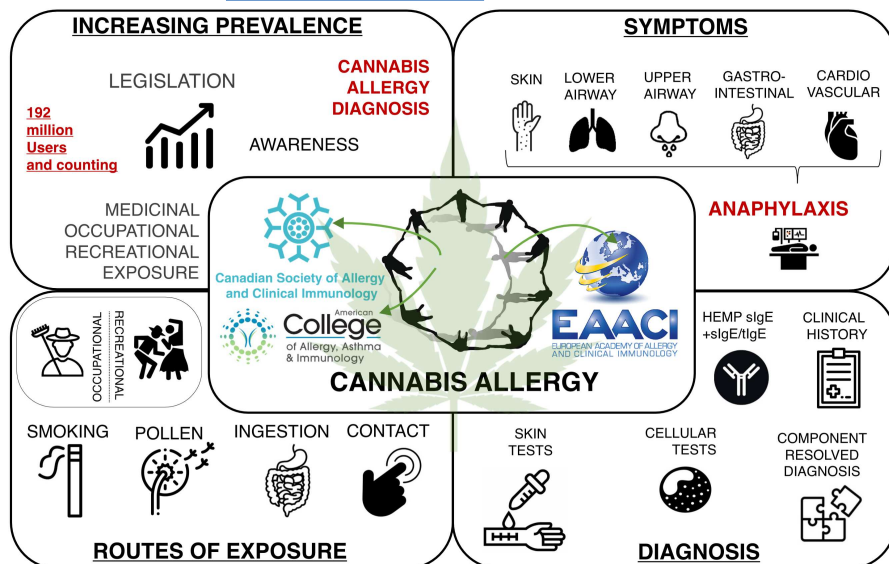 INCREASING PREVALENCE
LEGISLATION
CANNABIS
ALLERGY
DIAGNOSIS
192
million
Users
and counting
AWARENESS
MEDICINAL
OCCUPATIONAL
RECREATIONAL
EXPOSURE
SYMPTOMS
SKIN
LOWER
AIRWAY
UPPER
AIRWAY
GASTRO-
INTESTINAL
CARDIO
VASCULAR
ANAPHYLAXIS
Canadian Society of Allergy
and Clinical Immunology
American
College
of Allergy, Asthma
& Immunology
EAACI
EUROPEAN ACADEMY OF ALLERGY
AND CLINICAL IMMUNOLOGY
CANNABIS ALLERGY
RECREATIONAL
OCCUPATIONAL
SMOKING
POLLEN
INGESTION
CONTACT
ROUTES OF EXPOSURE
HEMP sIgE
+sIgE/tIgE
CLINICAL
HISTORY
SKIN
TESTS
CELLULAR
TESTS
COMPONENT
RESOLVED
DIAGNOSIS
DIAGNOSIS